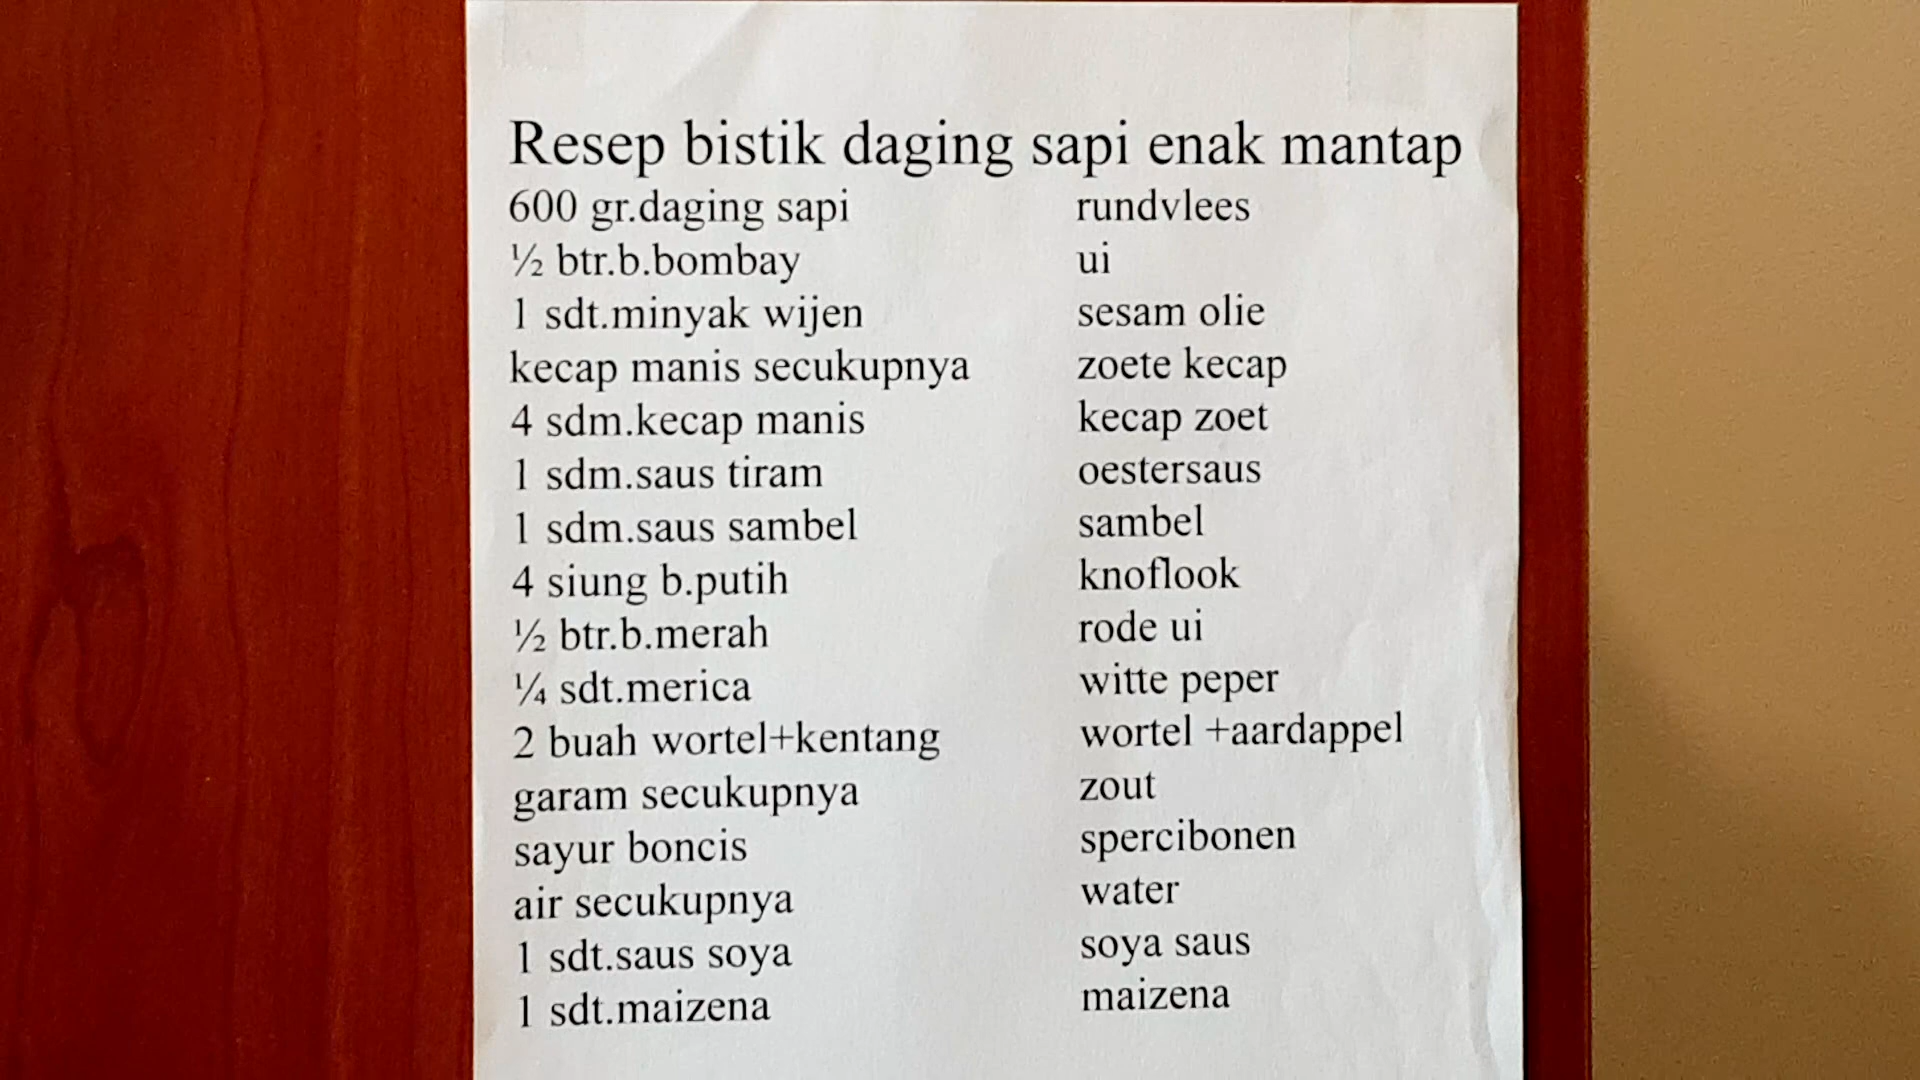 Resep bistik daging sapi enak mantap
600 gr.daging sapi rundvlees
½ btr.b.bombay ui
1 sdt.minyak wijen sesam olie
kecap manis secukupnya zoete kecap
4 sdm.kecap manis kecap zoet
1 sdm.saus tiram oestersaus
1 sdm.saus sambel sambel
4 siung b.putih knoflook
½ btr.b.merah rode ui
¼ sdt.merica witte peper
2 buah wortel+kentang wortel +aardappel
garam secukupnya zout
sayur boncis spercibonen
air secukupnya water
1 sdt.saus soya soya saus
1 sdt.maizena maizena